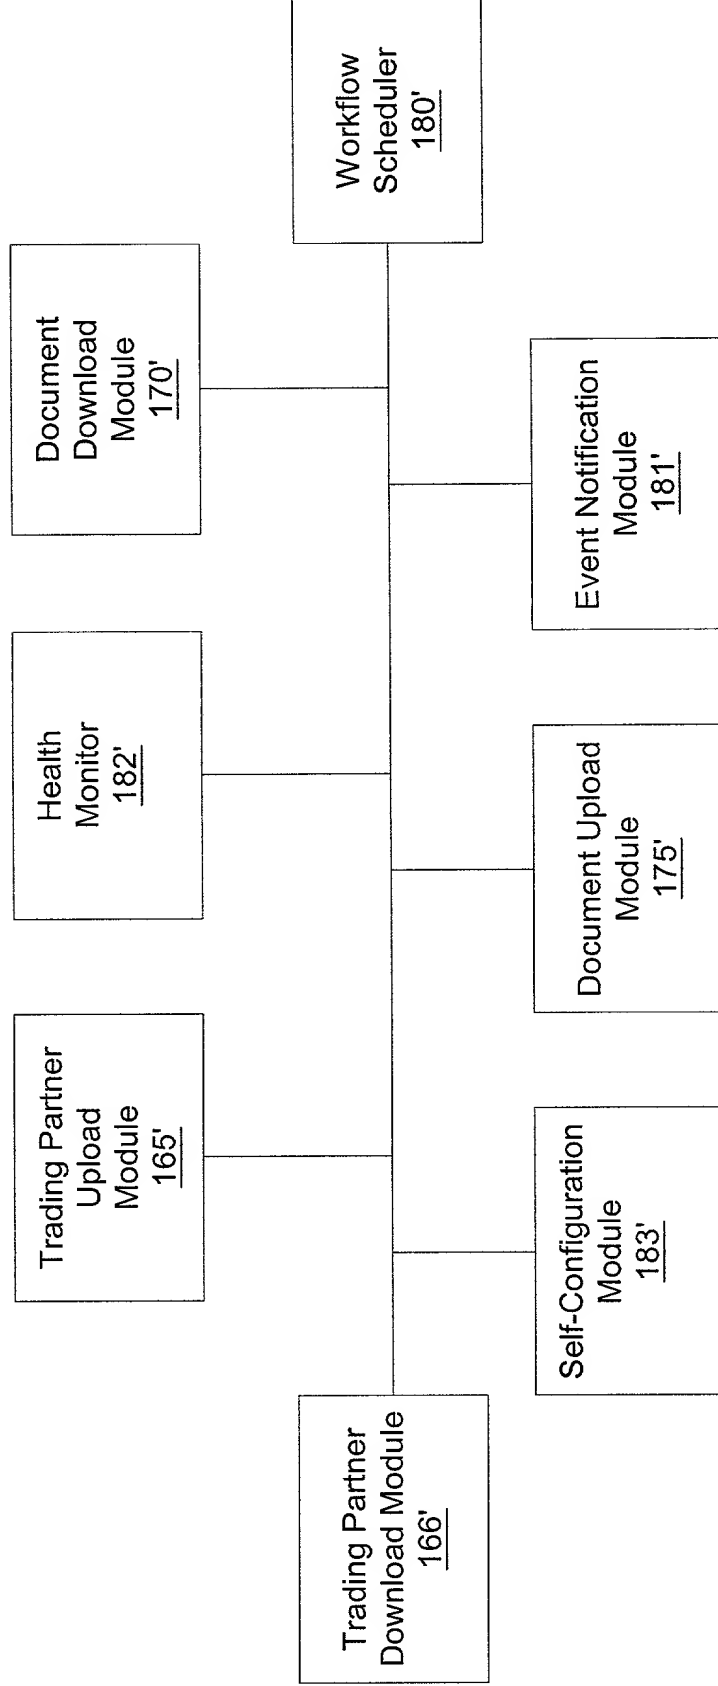 Trading Partner
Upload
Module
165'
Health
Monitor
182'
Document
Download
Module
170'
Trading Partner
Download Module
166'
Workflow
Scheduler
180'
Self-Configuration
Module
183'
Document Upload
Module
175'
Event Notification
Module
181'